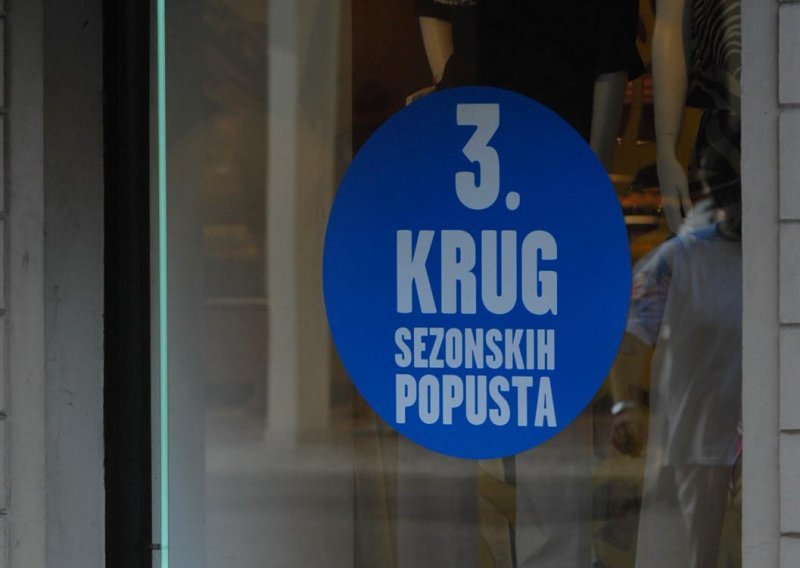 3.
KRUG
SEZONSKIH
POPUSTA